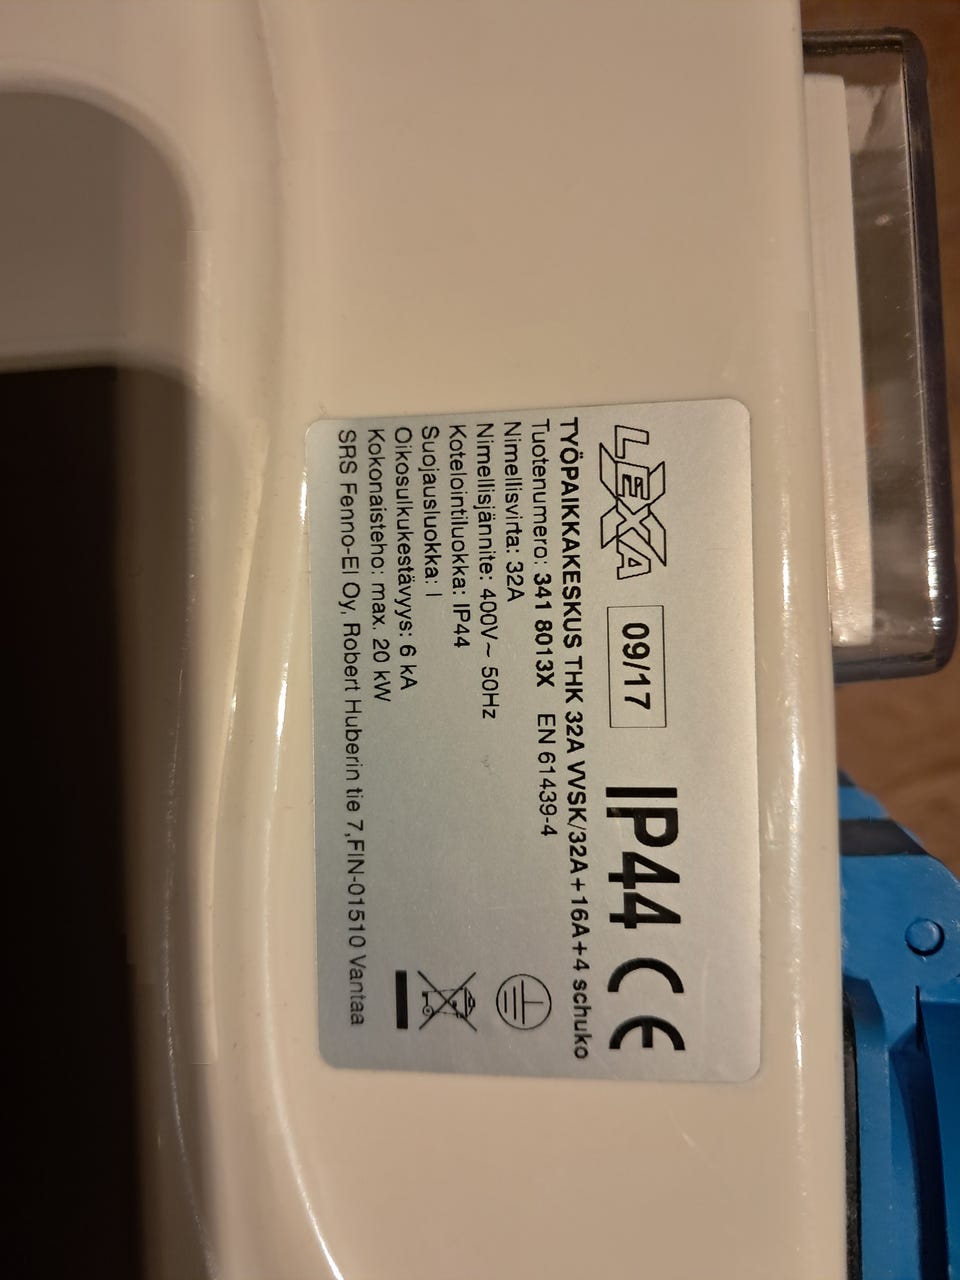 LEXA 09/17 IP44 CE
TYÖPAIKKAKESKUS THK 32A VVSK/32A+16A+4 schuko
Tuotenumero: 341 8013X EN 61439-4
Nimellisvirta: 32A
Nimellisjännite: 400V~ 50Hz
Kotelointiluokka: IP44
Suojausluokka: I
Oikosulkukestävyys: 6 kA
Kokonaisteho: max. 20 kW
SRS Fenno-El Oy, Robert Huberin tie 7,FIN-01510 Vantaa